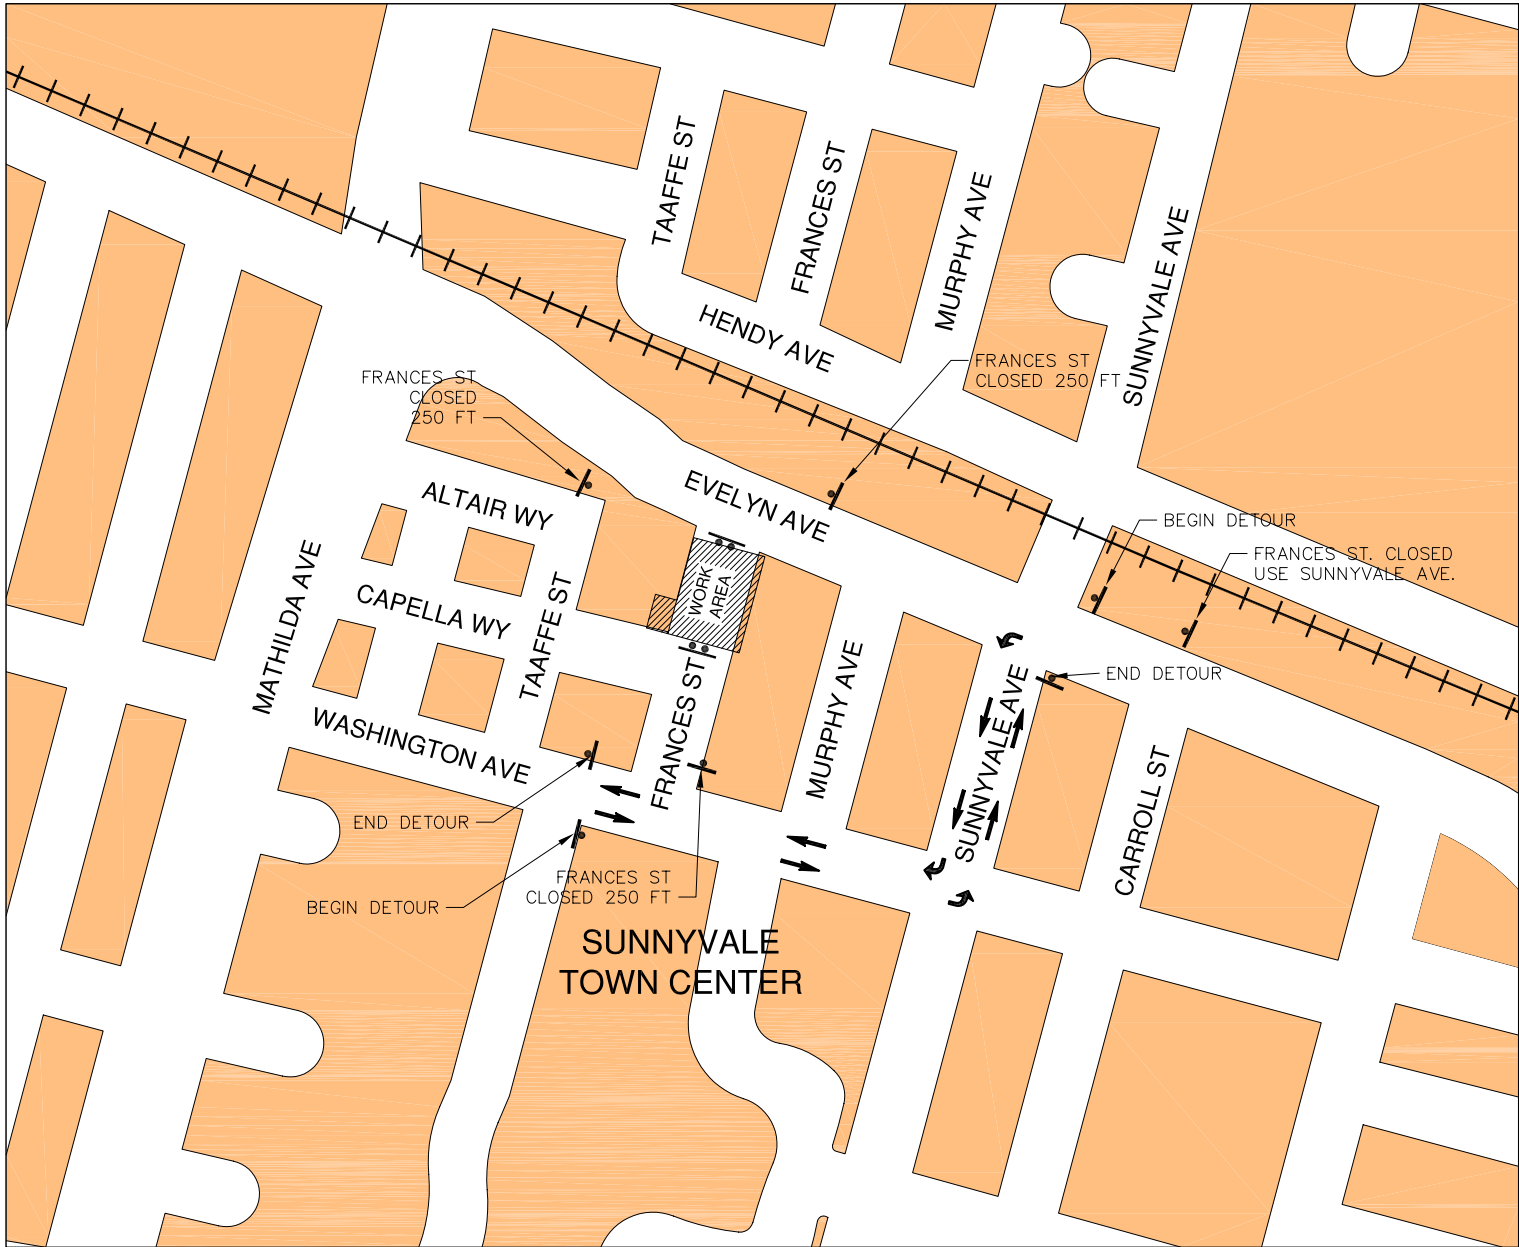 TAAFFE ST
FRANCES ST
MURPHY AVE
SUNNYVALE AVE
HENDY AVE
FRANCES ST
CLOSED 250 FT
FRANCES ST
CLOSED
250 FT
EVELYN AVE
ALTAIR WY
BEGIN DETOUR
FRANCES ST. CLOSED
USE SUNNYVALE AVE.
WORK
AREA
MATHILDA AVE
CAPELLA WY
TAAFFE ST
FRANCES ST
MURPHY AVE
SUNNYVALE AVE
END DETOUR
CARROLL ST
WASHINGTON AVE
END DETOUR
BEGIN DETOUR
FRANCES ST
CLOSED 250 FT
SUNNYVALE
TOWN CENTER